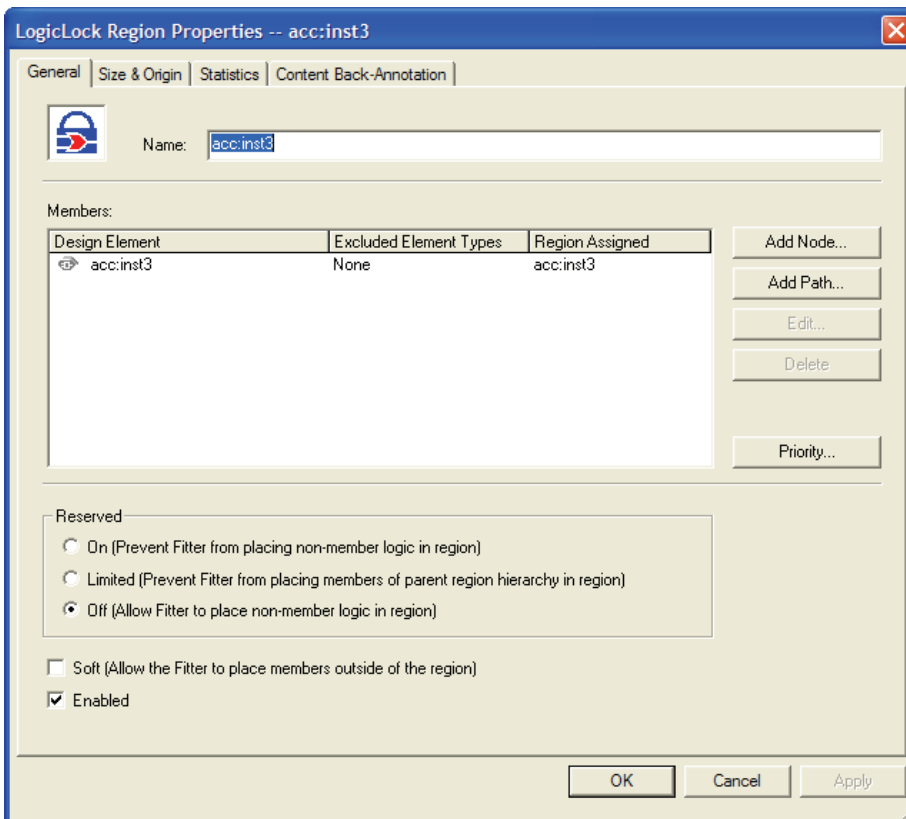 LogicLock Region Properties -- acc:inst3
General Size & Origin Statistics Content Back-Annotation
Name: acc:inst3
Members:
Design Element Excluded Element Types Region Assigned
acc:inst3 None acc:inst3
Add Node...
Add Path...
Edit...
Delete
Priority...
Reserved
On (Prevent Fitter from placing non-member logic in region)
Limited (Prevent Fitter from placing members of parent region hierarchy in region)
Off (Allow Fitter to place non-member logic in region)
Soft (Allow the Fitter to place members outside of the region)
Enabled
OK Cancel Apply